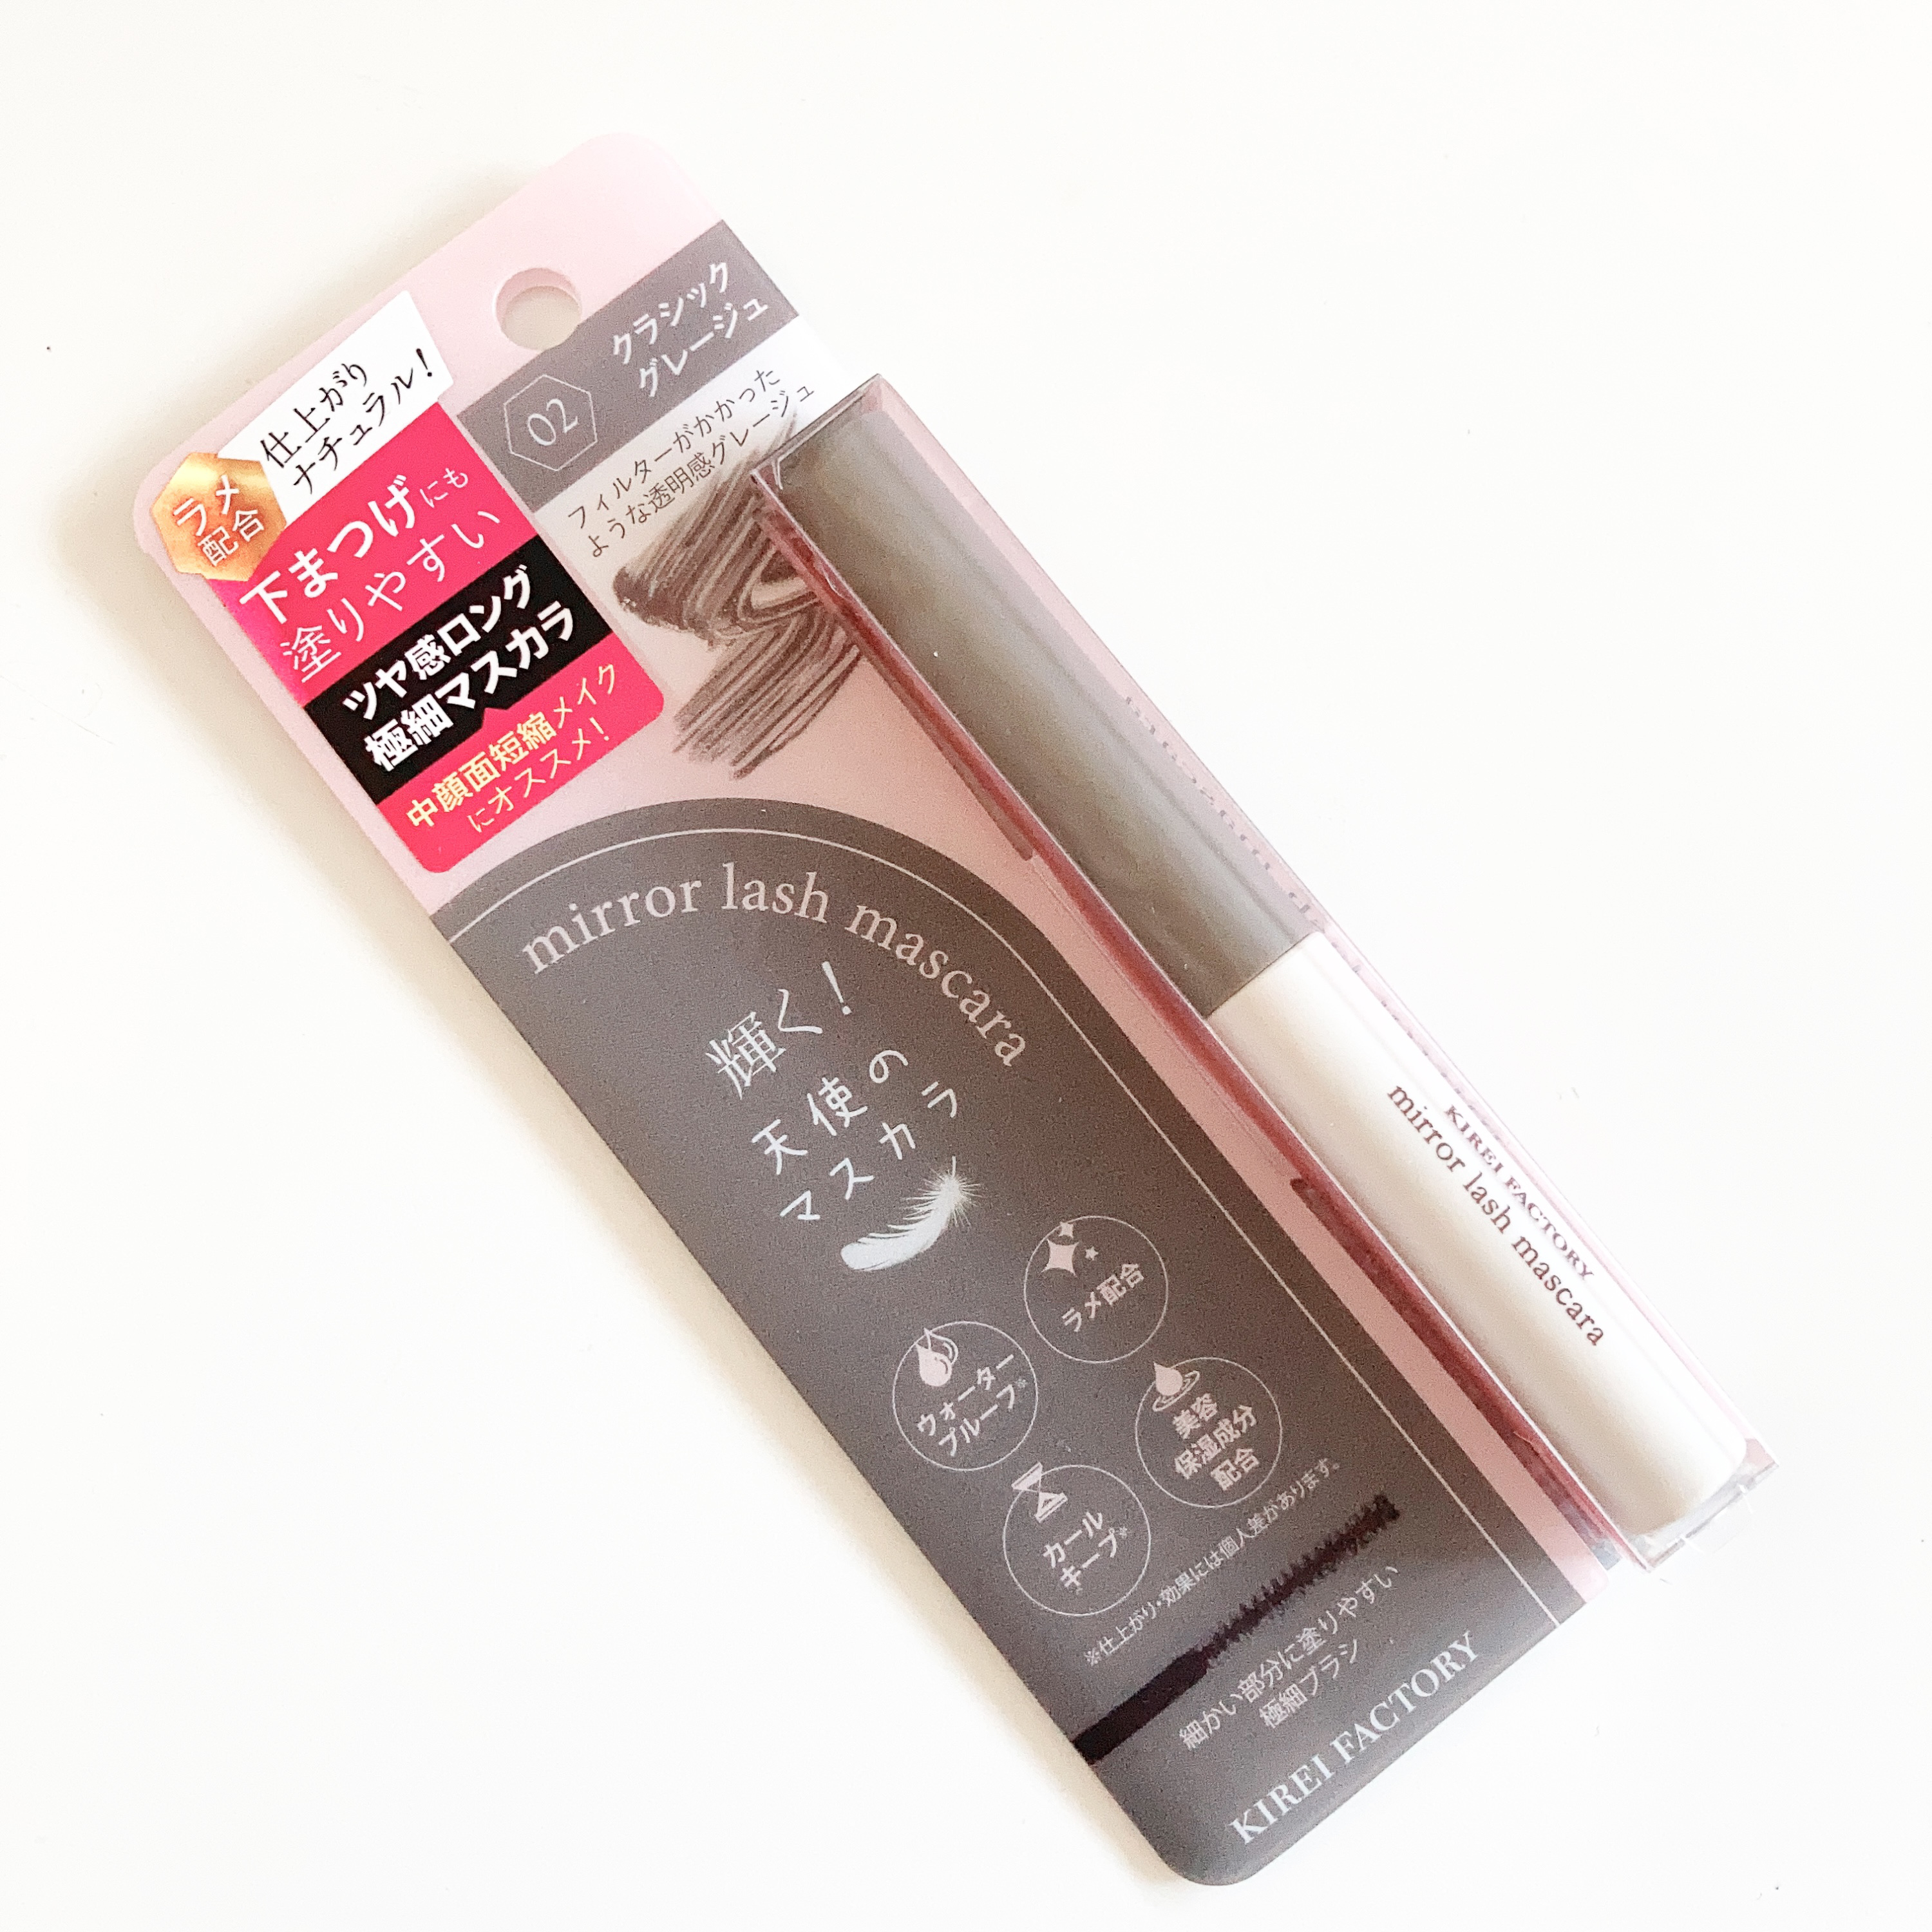 仕上がり
ナチュラル!
ラメ
配合
下まつげにも
塗りやすい
ツヤ感ロング
極細マスカラ
中顔面短縮メイク
にオススメ!
02
クラシック
グレージュ
フィルターがかかった
ような透明感グレージュ
mirror lash mascara
輝く!
天使の
マスカラ
ラメ配合
ウォーター
プルーフ※
美容
保湿成分
配合
カール
キープ※
※仕上がり・効果には個人差があります。
細かい部分に塗りやすい
極細ブラシ
KIREI FACTORY
KIREI FACTORY
mirror lash mascara